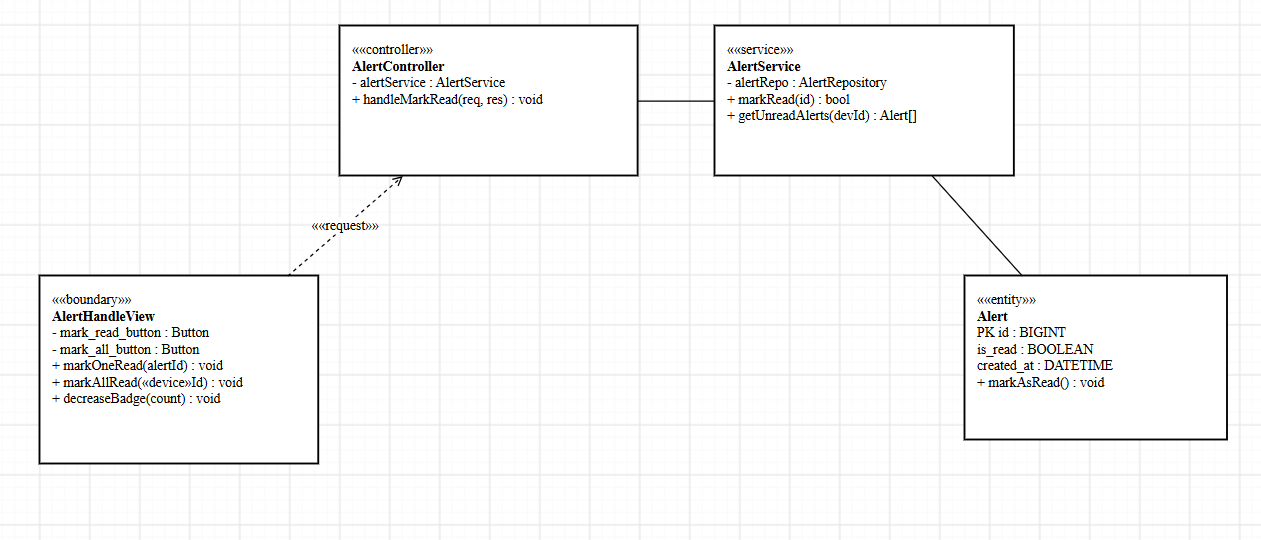 ««controller»»
AlertController
- alertService : AlertService
+ handleMarkRead(req, res) : void
««service»»
AlertService
- alertRepo : AlertRepository
+ markRead(id) : bool
+ getUnreadAlerts(devId) : Alert[]
««request»»
««boundary»»
AlertHandleView
- mark_read_button : Button
- mark_all_button : Button
+ markOneRead(alertId) : void
+ markAllRead(««device»»Id) : void
+ decreaseBadge(count) : void
««entity»»
Alert
PK id : BIGINT
is_read : BOOLEAN
created_at : DATETIME
+ markAsRead() : void